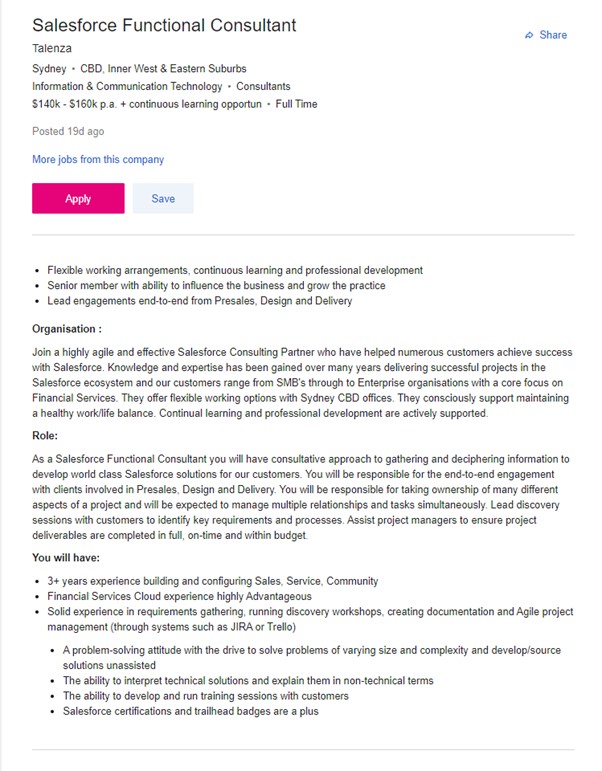 Salesforce Functional Consultant
Share
Talenza
Sydney • CBD, Inner West & Eastern Suburbs
Information & Communication Technology • Consultants
$140k - $160k p.a. + continuous learning opportun • Full Time
Posted 19d ago
More jobs from this company
Apply
Save
• Flexible working arrangements, continuous learning and professional development
• Senior member with ability to influence the business and grow the practice
• Lead engagements end-to-end from Presales, Design and Delivery
Organisation :
Join a highly agile and effective Salesforce Consulting Partner who have helped numerous customers achieve success
with Salesforce. Knowledge and expertise has been gained over many years delivering successful projects in the
Salesforce ecosystem and our customers range from SMB's through to Enterprise organisations with a core focus on
Financial Services. They offer flexible working options with Sydney CBD offices. They consciously support maintaining
a healthy work/life balance. Continual learning and professional development are actively supported.
Role:
As a Salesforce Functional Consultant you will have consultative approach to gathering and deciphering information to
develop world class Salesforce solutions for our customers. You will be responsible for the end-to-end engagement
with clients involved in Presales, Design and Delivery. You will be responsible for taking ownership of many different
aspects of a project and will be expected to manage multiple relationships and tasks simultaneously. Lead discovery
sessions with customers to identify key requirements and processes. Assist project managers to ensure project
deliverables are completed in full, on-time and within budget.
You will have:
• 3+ years experience building and configuring Sales, Service, Community
• Financial Services Cloud experience highly Advantageous
• Solid experience in requirements gathering, running discovery workshops, creating documentation and Agile project
management (through systems such as JIRA or Trello)
• A problem-solving attitude with the drive to solve problems of varying size and complexity and develop/source
solutions unassisted
• The ability to interpret technical solutions and explain them in non-technical terms
• The ability to develop and run training sessions with customers
• Salesforce certifications and trailhead badges are a plus